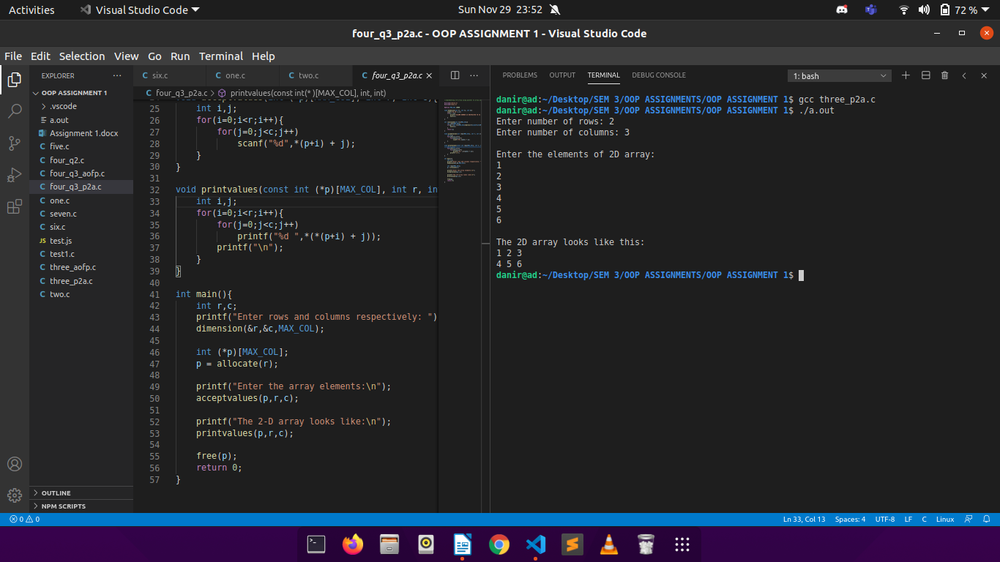 Activities
Visual Studio Code
Sun Nov 29 23:52
72 %
four_q3_p2a.c - OOP ASSIGNMENT 1 - Visual Studio Code
File Edit Selection View Go Run Terminal Help
EXPLORER
OOP ASSIGNMENT 1
> .vscode
a.out
Assignment 1.docx
C five.c
C four_q2.c
C four_q3_aofp.c
C four_q3_p2a.c
C one.c
C seven.c
C six.c
JS test.js
C test1.c
C three_aofp.c
C three_p2a.c
C two.c
OUTLINE
NPM SCRIPTS
C six.c
C one.c
C two.c
C four_q3_p2a.c
C four_q3_p2a.c > printvalues(const int(* )[MAX_COL], int, int)
25 int i,j;
26 for(i=0;i<r;i++){
27 for(j=0;j<c;j++)
28 scanf("%d",*(p+i) + j);
29 }
30 }
31
32 void printvalues(const int (*p)[MAX_COL], int r, in
33 int i,j;
34 for(i=0;i<r;i++){
35 for(j=0;j<c;j++)
36 printf("%d ",*(*(p+i) + j));
37 printf("\n");
38 }
39 }
40
41 int main(){
42 int r,c;
43 printf("Enter rows and columns respectively: ")
44 dimension(&r,&c,MAX_COL);
45
46 int (*p)[MAX_COL];
47 p = allocate(r);
48
49 printf("Enter the array elements:\n");
50 acceptvalues(p,r,c);
51
52 printf("The 2-D array looks like:\n");
53 printvalues(p,r,c);
54
55 free(p);
56 return 0;
57 }
PROBLEMS OUTPUT TERMINAL DEBUG CONSOLE
1: bash
danir@ad:~/Desktop/SEM 3/OOP ASSIGNMENTS/OOP ASSIGNMENT 1$ gcc three_p2a.c
danir@ad:~/Desktop/SEM 3/OOP ASSIGNMENTS/OOP ASSIGNMENT 1$ ./a.out
Enter number of rows: 2
Enter number of columns: 3
Enter the elements of 2D array:
1
2
3
4
5
6
The 2D array looks like this:
1 2 3
4 5 6
danir@ad:~/Desktop/SEM 3/OOP ASSIGNMENTS/OOP ASSIGNMENT 1$
0 0
Ln 33, Col 13 Spaces: 4 UTF-8 LF C Linux